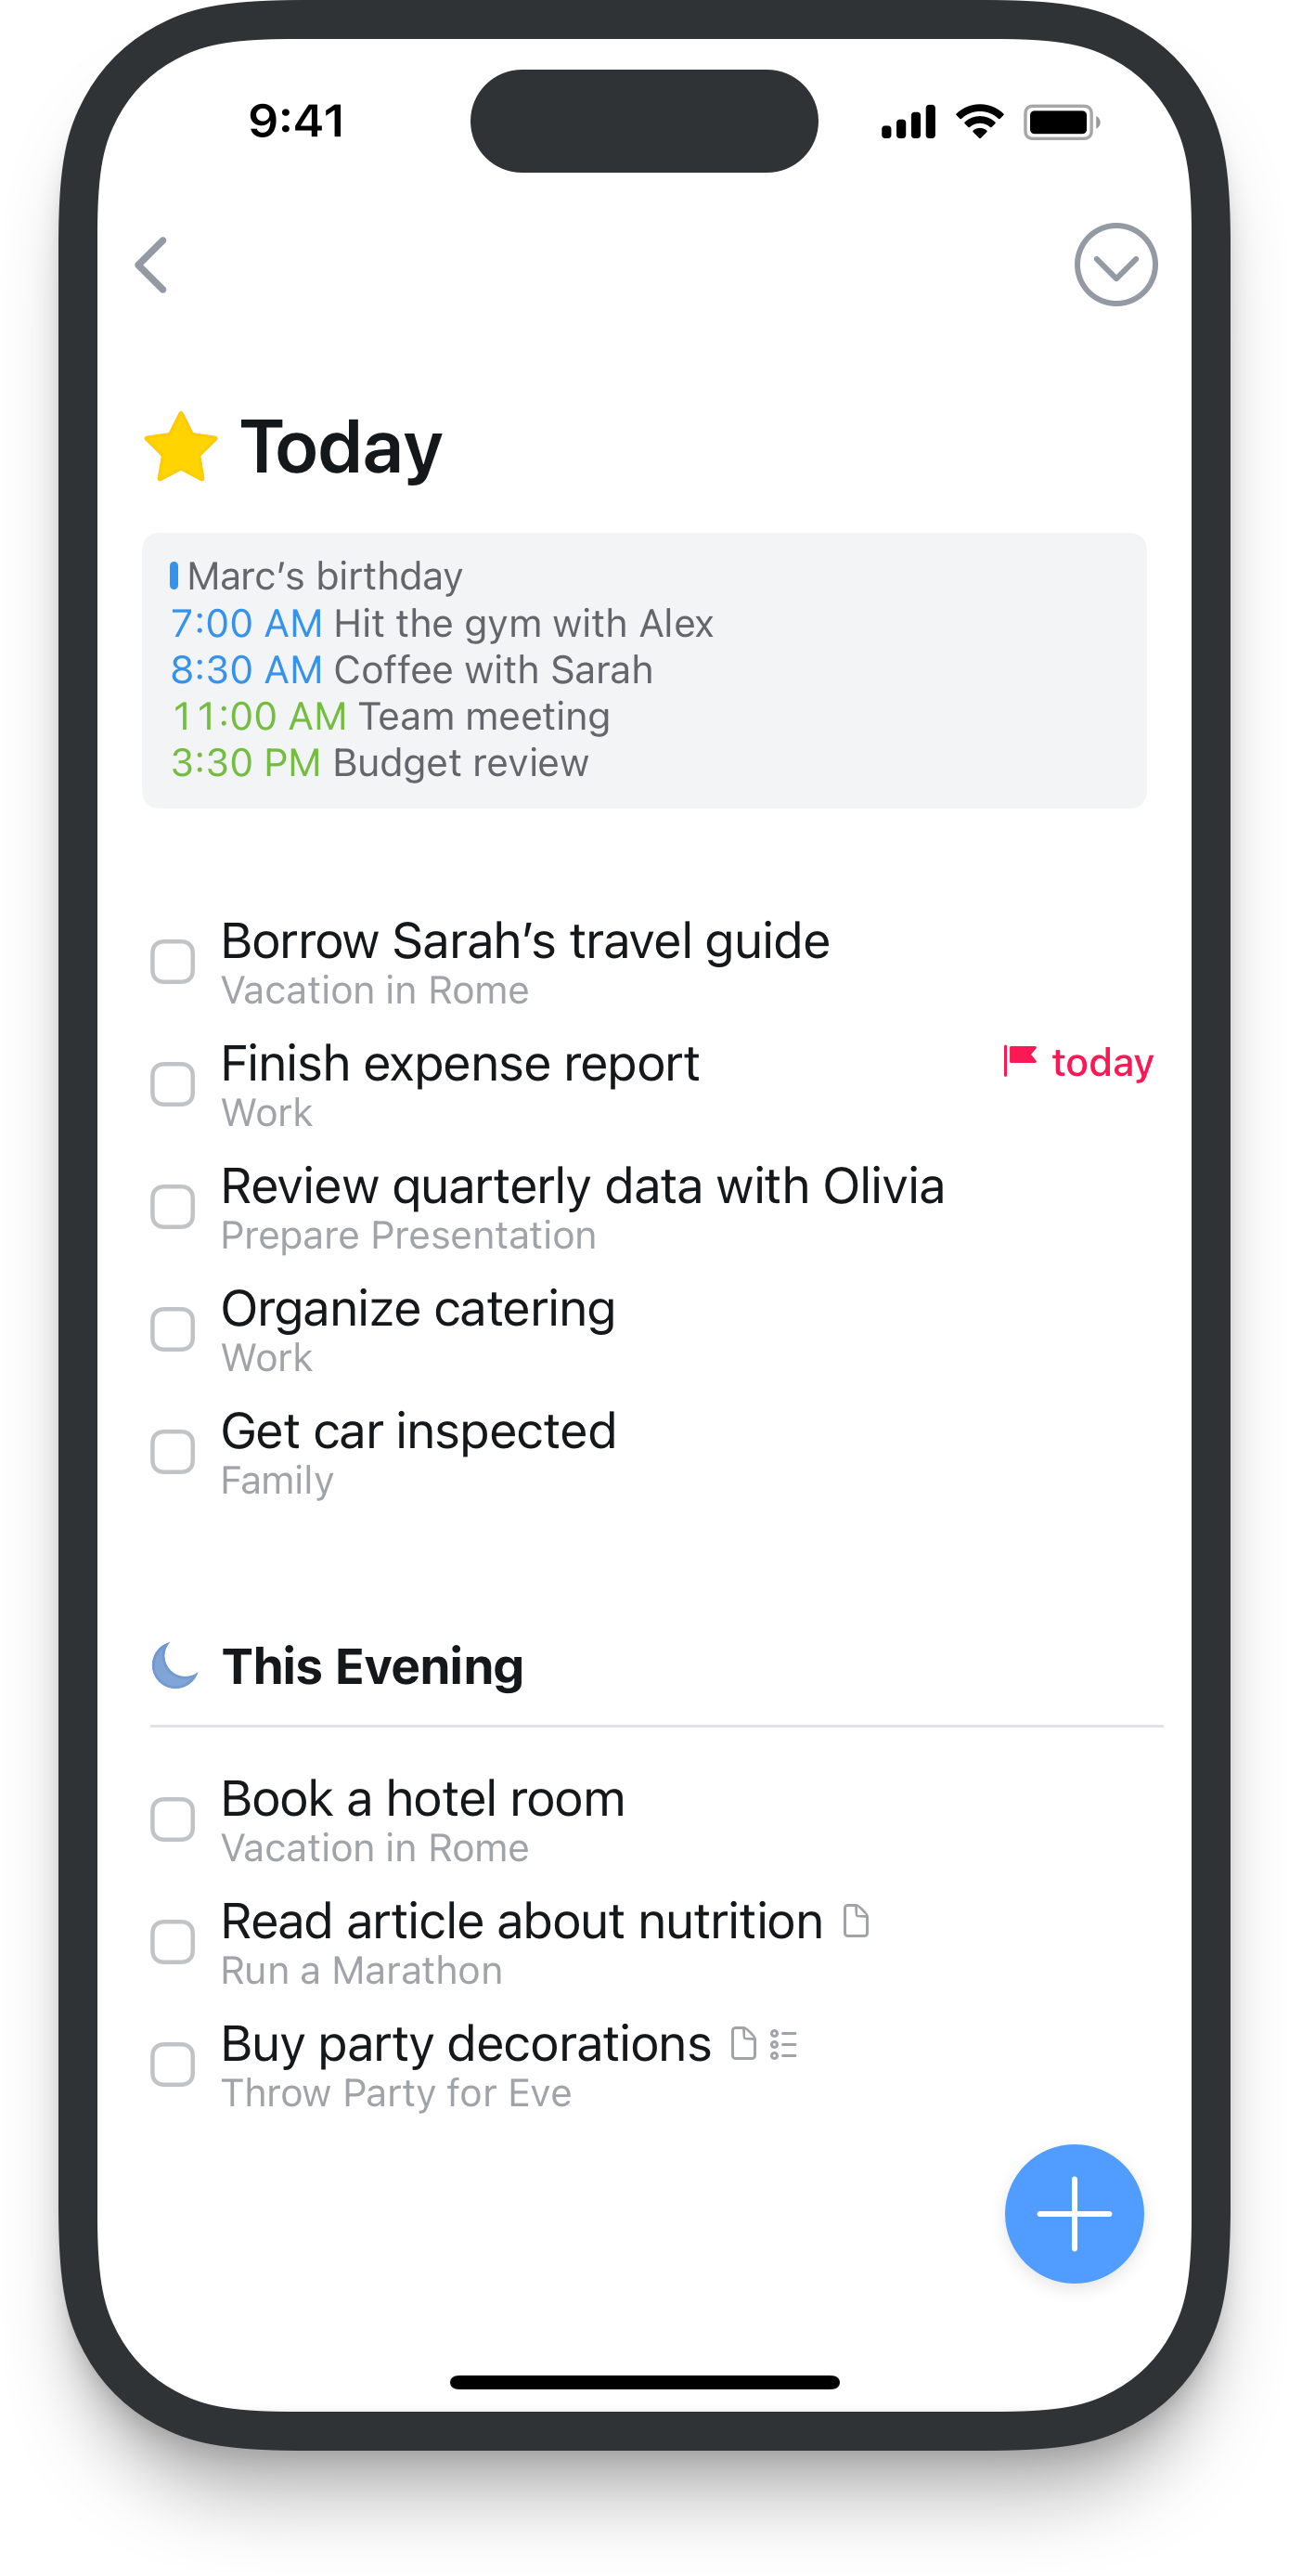 9:41
Today
Marc’s birthday
7:00 AM Hit the gym with Alex
8:30 AM Coffee with Sarah
11:00 AM Team meeting
3:30 PM Budget review
Borrow Sarah’s travel guide
Vacation in Rome
Finish expense report today
Work
Review quarterly data with Olivia
Prepare Presentation
Organize catering
Work
Get car inspected
Family
This Evening
Book a hotel room
Vacation in Rome
Read article about nutrition
Run a Marathon
Buy party decorations
Throw Party for Eve